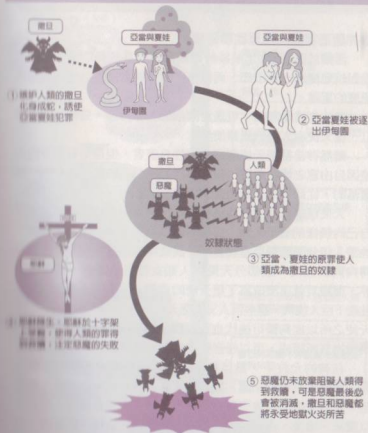 撒旦
亞當與夏娃
亞當與夏娃
伊甸園
① 嫉妒人類的撒旦
化身成蛇，誘使
亞當夏娃犯罪
② 亞當夏娃被逐
出伊甸園
撒旦
人類
惡魔
奴隸狀態
③ 亞當、夏娃的原罪使人
類成為撒旦的奴隸
耶穌
耶穌降生，耶穌於十字架
上 使得人類的罪得
到救贖，注定惡魔的失敗
⑤ 惡魔仍未放棄阻礙人類得
到救贖，可是惡魔最後必
會被消滅，撒旦和惡魔都
將永受地獄火炎所苦